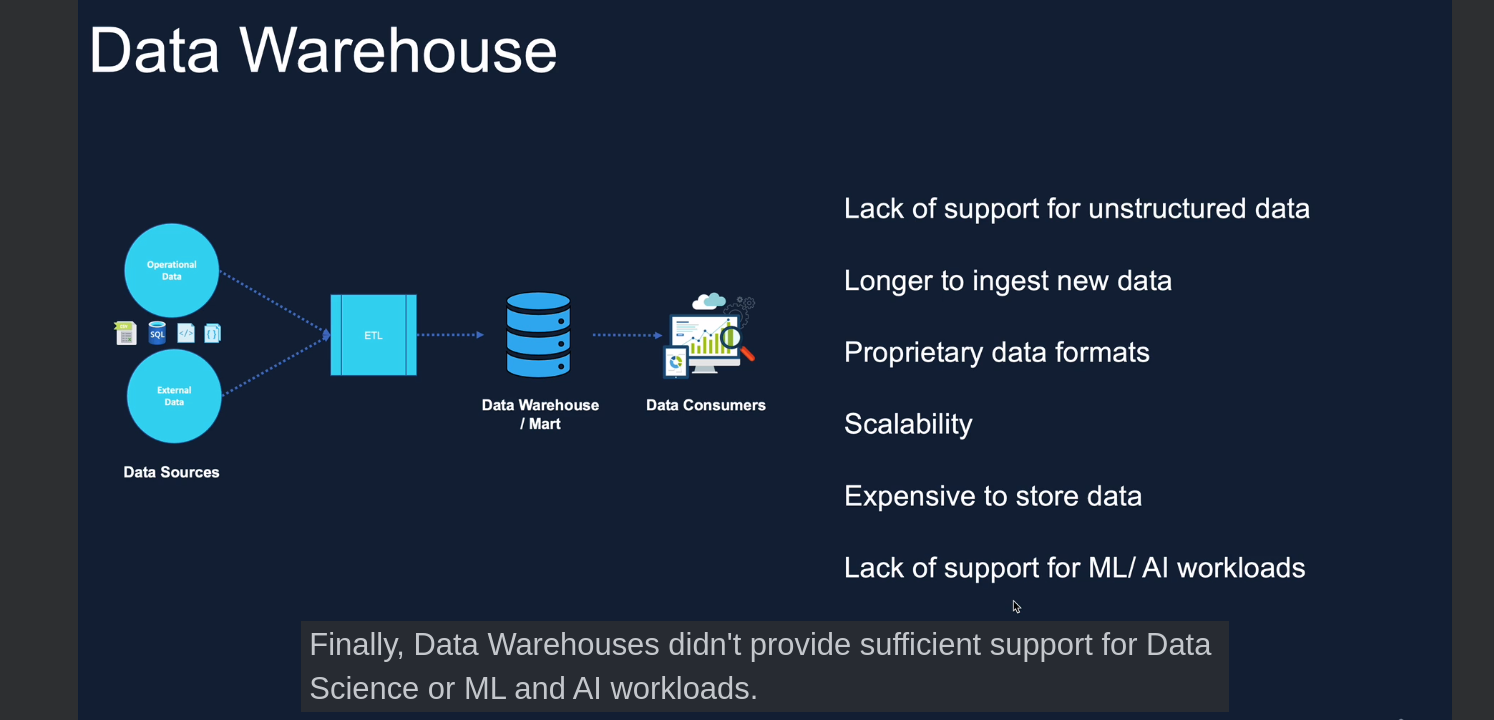 Data Warehouse
Operational
Data
SQL
</>
{ }
External
Data
Data Sources
ETL
Data Warehouse
/ Mart
Data Consumers
Lack of support for unstructured data
Longer to ingest new data
Proprietary data formats
Scalability
Expensive to store data
Lack of support for ML/ AI workloads
Finally, Data Warehouses didn't provide sufficient support for Data
Science or ML and AI workloads.